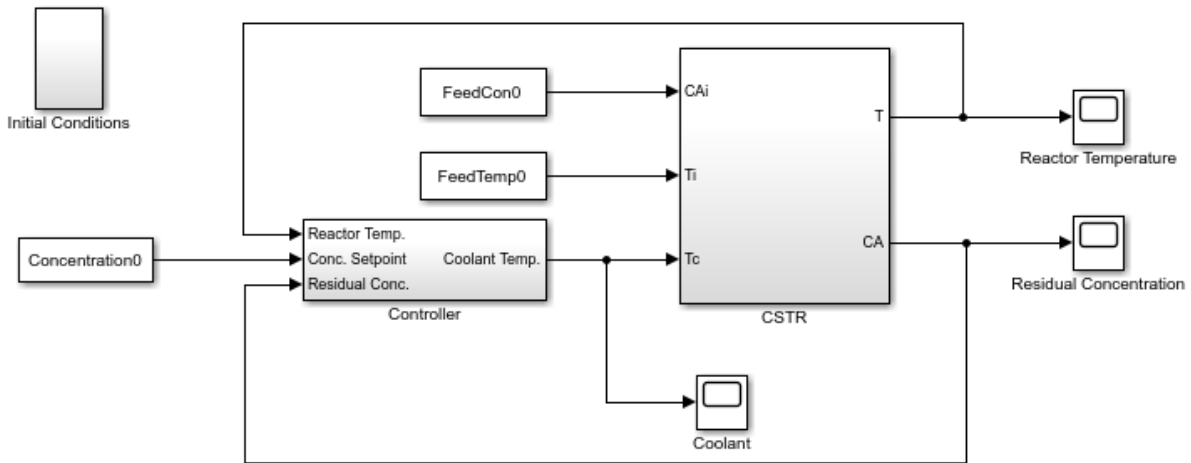 Initial Conditions
FeedCon0
CAi
T
Reactor Temperature
FeedTemp0
Ti
Concentration0
Reactor Temp.
Conc. Setpoint
Residual Conc.
Coolant Temp.
Controller
Tc
CA
CSTR
Residual Concentration
Coolant